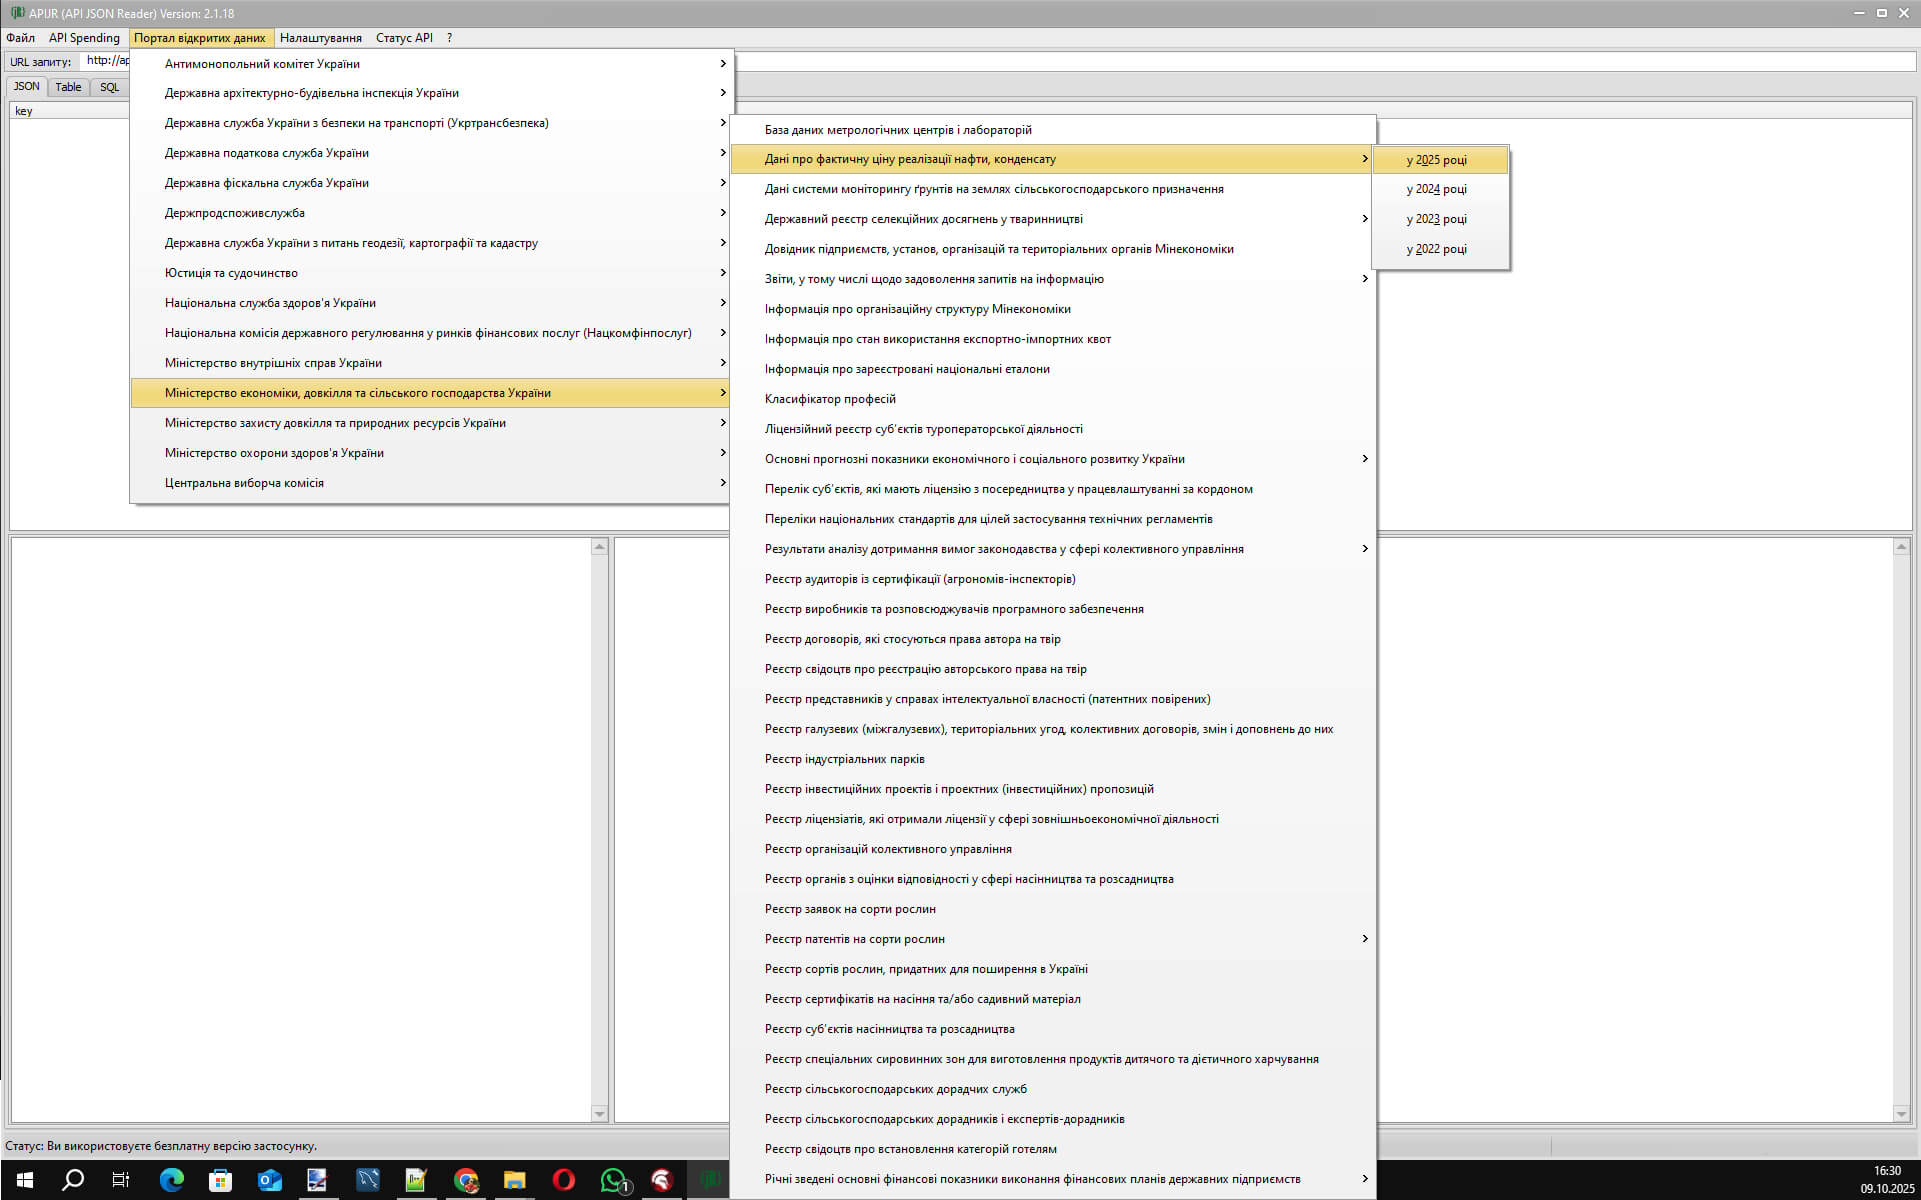 APIJR (API JSON Reader) Version: 2.1.18
Файл API Spending Портал відкритих даних Налаштування Статус API ?
URL запиту: http://ap
JSON Table SQL
key
Антимонопольний комітет України
Державна архітектурно-будівельна інспекція України
Державна служба України з безпеки на транспорті (Укртрансбезпека)
Державна податкова служба України
Державна фіскальна служба України
Держпродспоживслужба
Державна служба України з питань геодезії, картографії та кадастру
Юстиція та судочинство
Національна служба здоров'я України
Національна комісія державного регулювання у ринків фінансових послуг (Нацкомфінпослуг)
Міністерство внутрішніх справ України
Міністерство економіки, довкілля та сільського господарства України
Міністерство захисту довкілля та природних ресурсів України
Міністерство охорони здоров'я України
Центральна виборча комісія
База даних метрологічних центрів і лабораторій
Дані про фактичну ціну реалізації нафти, конденсату
Дані системи моніторингу ґрунтів на землях сільськогосподарського призначення
Державний реєстр селекційних досягнень у тваринництві
Довідник підприємств, установ, організацій та територіальних органів Мінекономіки
Звіти, у тому числі щодо задоволення запитів на інформацію
Інформація про організаційну структуру Мінекономіки
Інформація про стан використання експортно-імпортних квот
Інформація про зареєстровані національні еталони
Класифікатор професій
Ліцензійний реєстр суб'єктів туроператорської діяльності
Основні прогнозні показники економічного і соціального розвитку України
Перелік суб'єктів, які мають ліцензію з посередництва у працевлаштуванні за кордоном
Переліки національних стандартів для цілей застосування технічних регламентів
Результати аналізу дотримання вимог законодавства у сфері колективного управління
Реєстр аудиторів із сертифікації (агрономів-інспекторів)
Реєстр виробників та розповсюджувачів програмного забезпечення
Реєстр договорів, які стосуються права автора на твір
Реєстр свідоцтв про реєстрацію авторського права на твір
Реєстр представників у справах інтелектуальної власності (патентних повірених)
Реєстр галузевих (міжгалузевих), територіальних угод, колективних договорів, змін і доповнень до них
Реєстр індустріальних парків
Реєстр інвестиційних проектів і проектних (інвестиційних) пропозицій
Реєстр ліцензіатів, які отримали ліцензії у сфері зовнішньоекономічної діяльності
Реєстр організацій колективного управління
Реєстр органів з оцінки відповідності у сфері насінництва та розсадництва
Реєстр заявок на сорти рослин
Реєстр патентів на сорти рослин
Реєстр сортів рослин, придатних для поширення в Україні
Реєстр сертифікатів на насіння та/або садивний матеріал
Реєстр суб'єктів насінництва та розсадництва
Реєстр спеціальних сировинних зон для виготовлення продуктів дитячого та дієтичного харчування
Реєстр сільськогосподарських дорадчих служб
Реєстр сільськогосподарських дорадників і експертів-дорадників
Реєстр свідоцтв про встановлення категорій готелям
Річні зведені основні фінансові показники виконання фінансових планів державних підприємств
у 2025 році
у 2024 році
у 2023 році
у 2022 році
Статус: Ви використовуєте безплатну версію застосунку.
1
16:30
09.10.2025